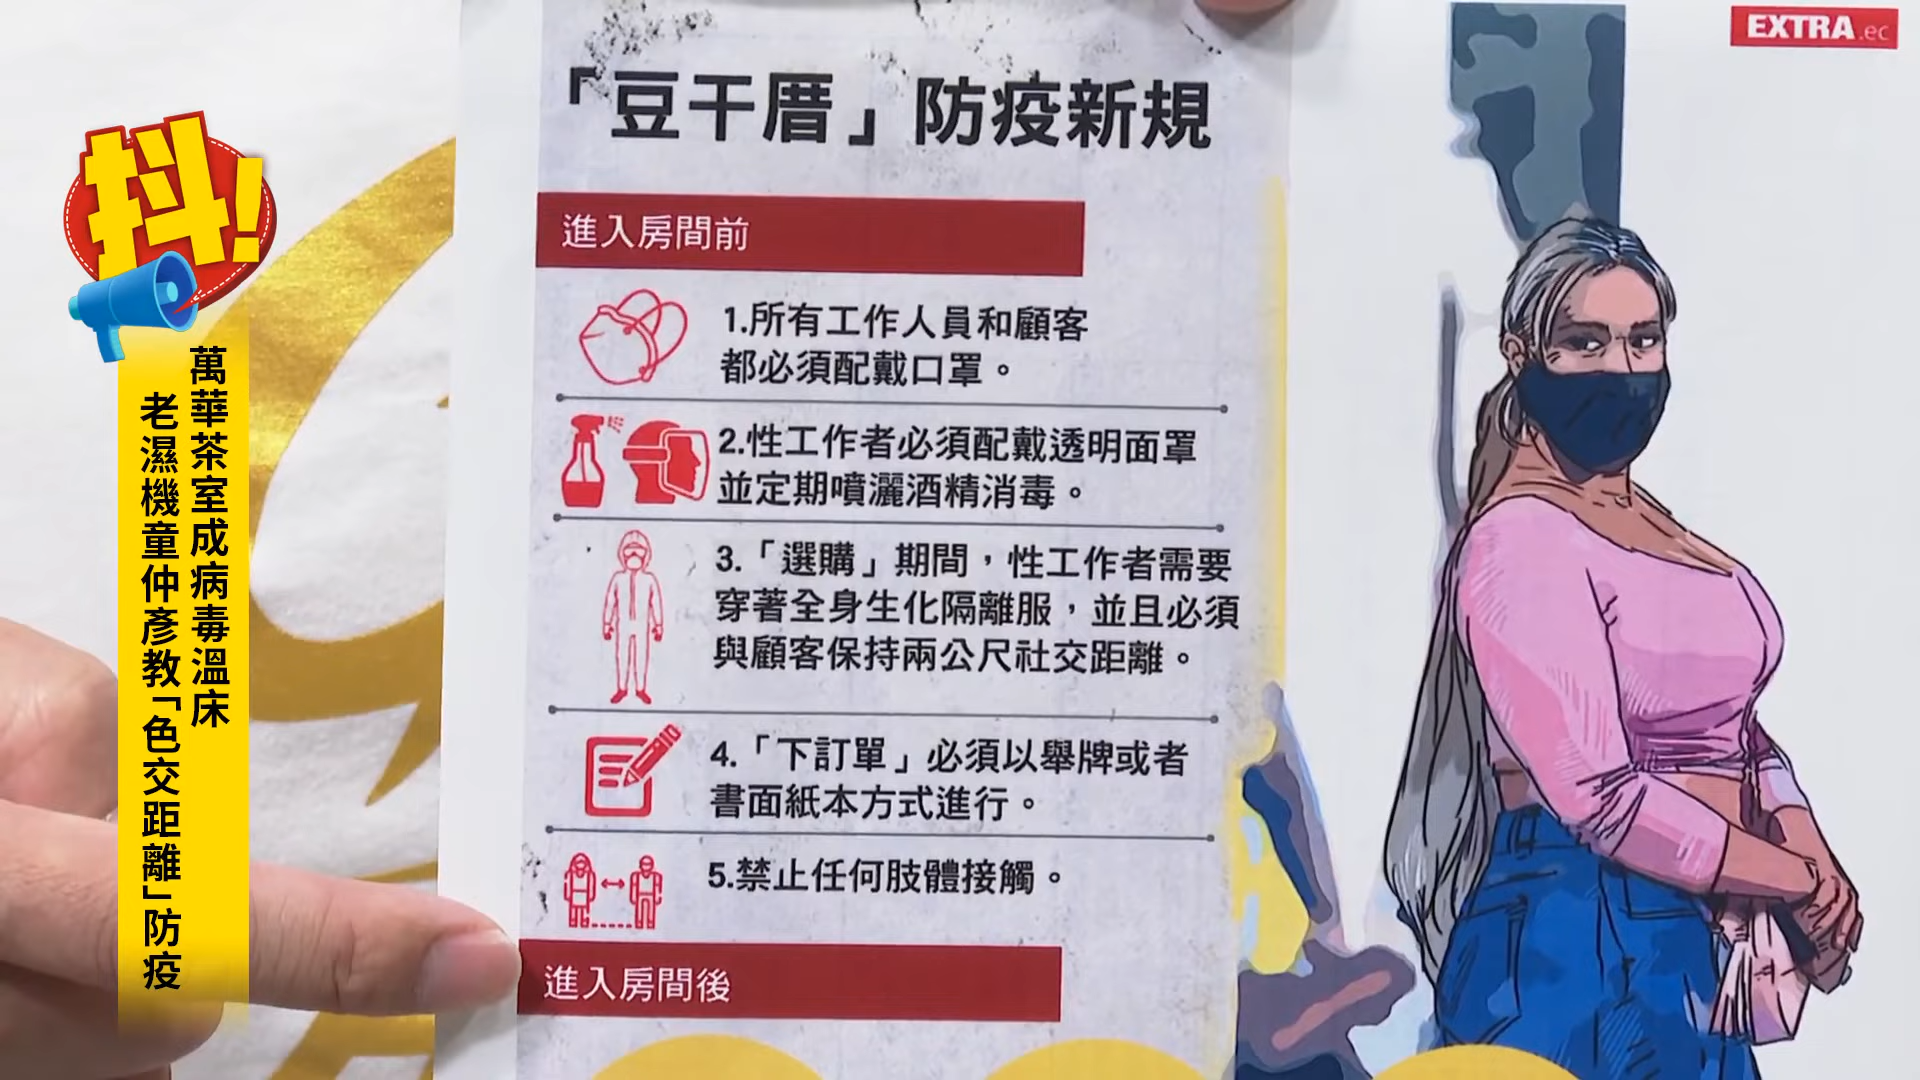 EXTRA.ec
抖!
萬華茶室成病毒溫床
老濕機童仲彥教「色交距離」防疫
「豆干厝」防疫新規
進入房間前
1.所有工作人員和顧客
都必須配戴口罩。
2.性工作者必須配戴透明面罩
並定期噴灑酒精消毒。
3.「選購」期間，性工作者需要
穿著全身生化隔離服，並且必須
與顧客保持兩公尺社交距離。
4.「下訂單」必須以舉牌或者
書面紙本方式進行。
5.禁止任何肢體接觸。
進入房間後